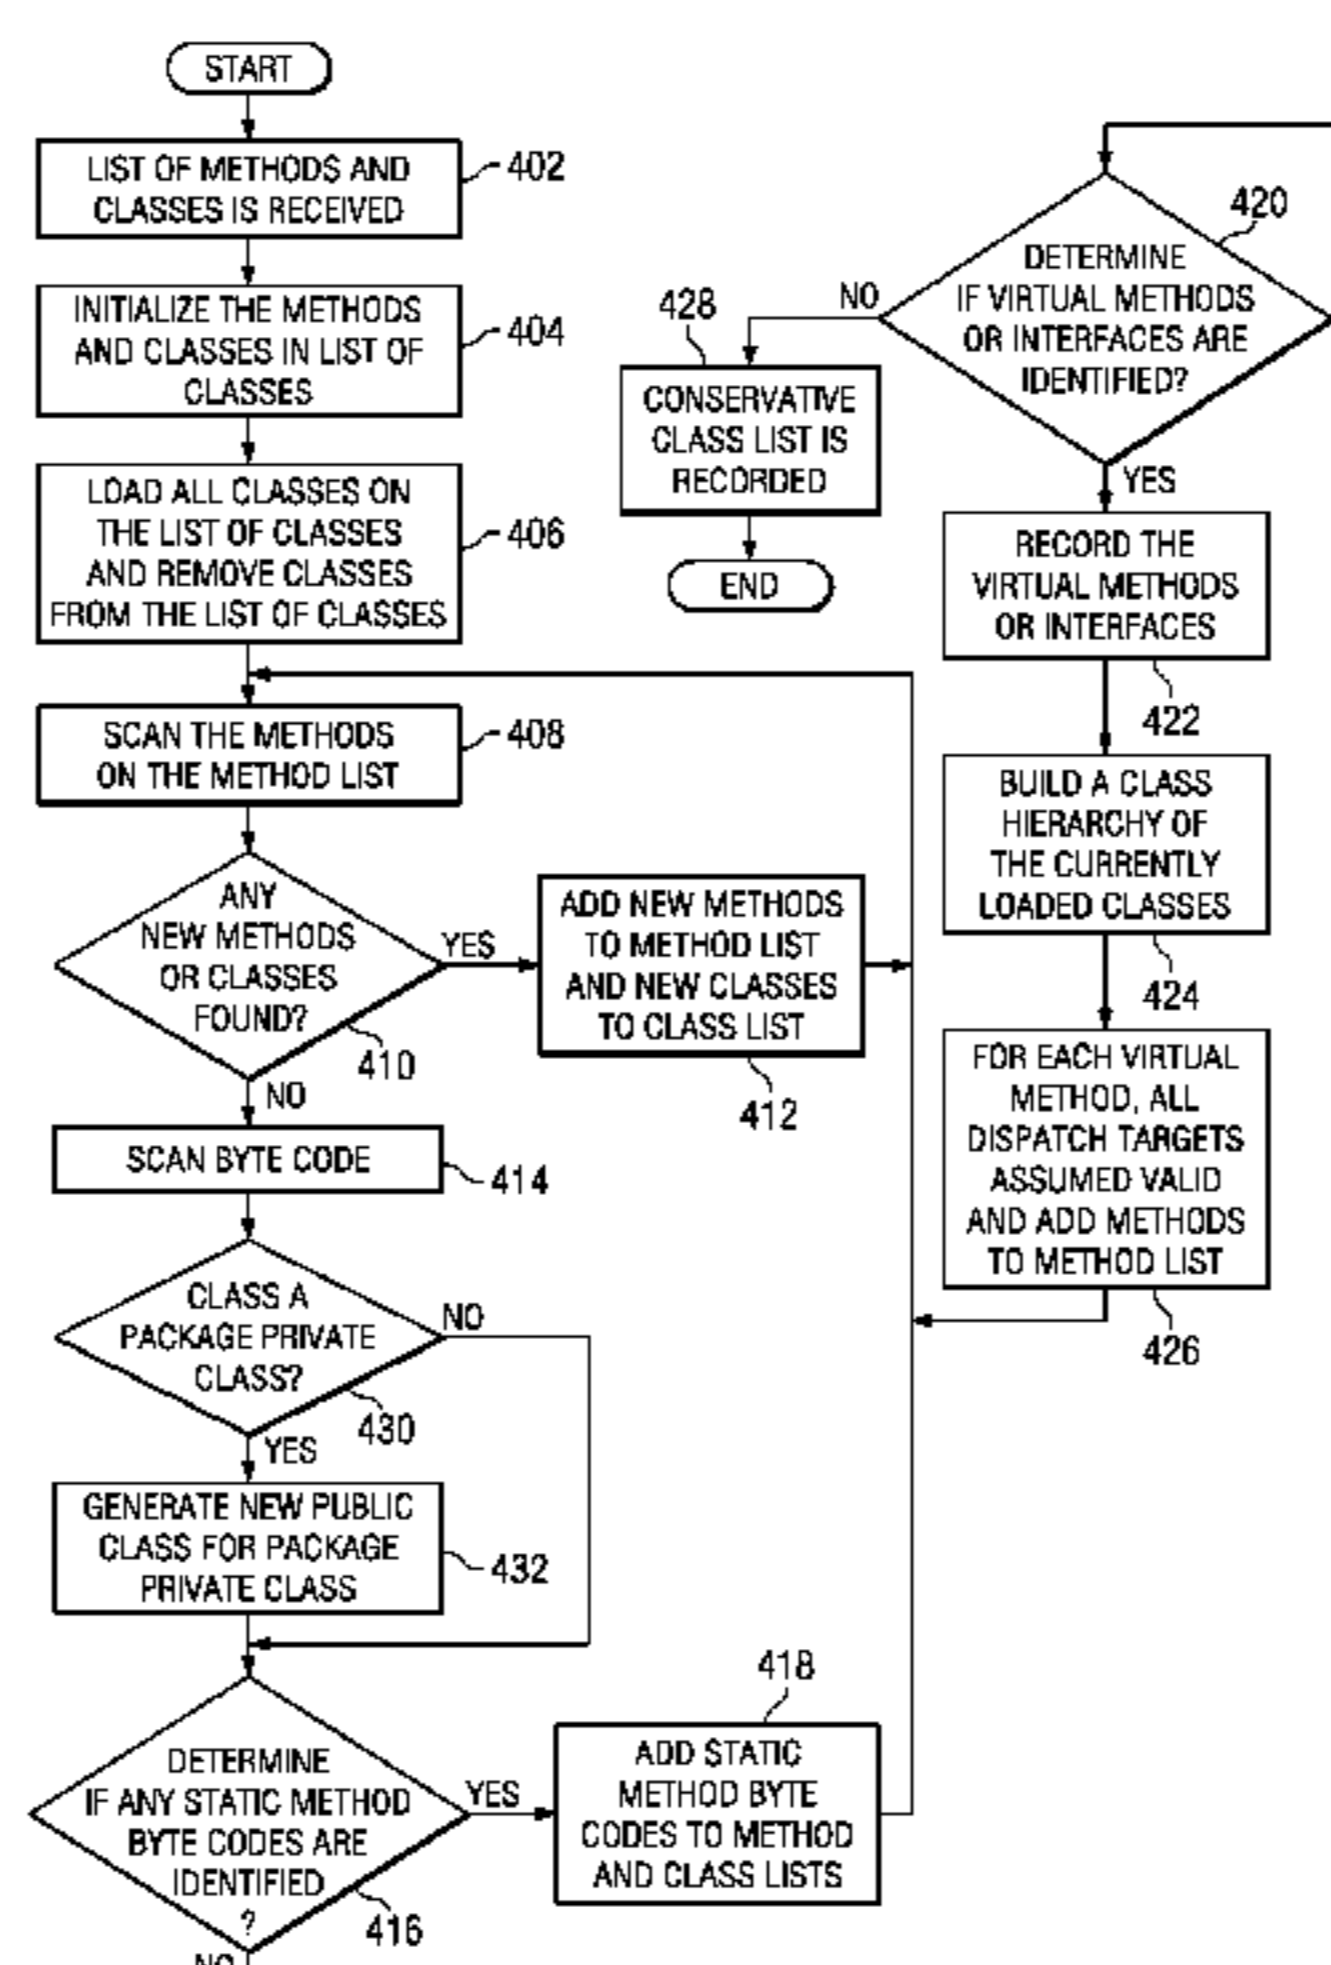 START
LIST OF METHODS AND
CLASSES IS RECEIVED
402
INITIALIZE THE METHODS
AND CLASSES IN LIST OF
CLASSES
404
LOAD ALL CLASSES ON
THE LIST OF CLASSES
AND REMOVE CLASSES
FROM THE LIST OF CLASSES
406
SCAN THE METHODS
ON THE METHOD LIST
408
ANY
NEW METHODS
OR CLASSES
FOUND?
410
YES
ADD NEW METHODS
TO METHOD LIST
AND NEW CLASSES
TO CLASS LIST
412
NO
SCAN BYTE CODE
414
CLASS A
PACKAGE PRIVATE
CLASS?
430
NO
YES
GENERATE NEW PUBLIC
CLASS FOR PACKAGE
PRIVATE CLASS
432
DETERMINE
IF ANY STATIC METHOD
BYTE CODES ARE
IDENTIFIED
?
416
YES
418
ADD STATIC
METHOD BYTE
CODES TO METHOD
AND CLASS LISTS
NO
420
DETERMINE
IF VIRTUAL METHODS
OR INTERFACES ARE
IDENTIFIED?
NO
428
CONSERVATIVE
CLASS LIST IS
RECORDED
END
YES
RECORD THE
VIRTUAL METHODS
OR INTERFACES
422
BUILD A CLASS
HIERARCHY OF
THE CURRENTLY
LOADED CLASSES
424
FOR EACH VIRTUAL
METHOD, ALL
DISPATCH TARGETS
ASSUMED VALID
AND ADD METHODS
TO METHOD LIST
426